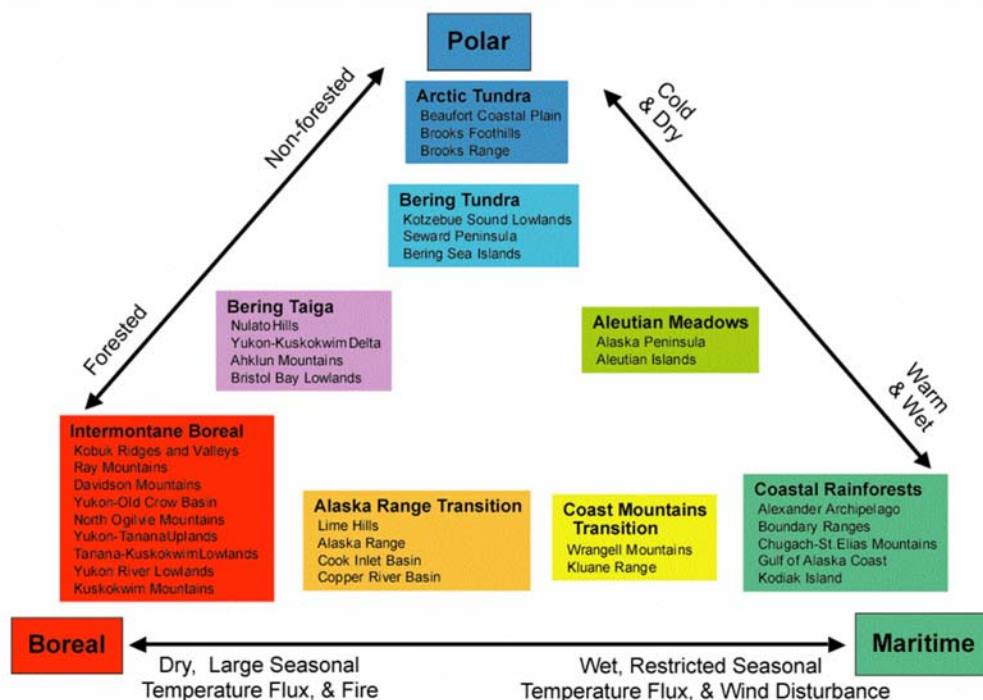 Polar
Arctic Tundra
Beaufort Coastal Plain
Brooks Foothills
Brooks Range
Non-forested
Cold
& Dry
Bering Tundra
Kotzebue Sound Lowlands
Seward Peninsula
Bering Sea Islands
Bering Taiga
Nulato Hills
Yukon-Kuskokwim Delta
Ahklun Mountains
Bristol Bay Lowlands
Aleutian Meadows
Alaska Peninsula
Aleutian Islands
Forested
Warm
& Wet
Intermontane Boreal
Kobuk Ridges and Valleys
Ray Mountains
Davidson Mountains
Yukon-Old Crow Basin
North Ogilvie Mountains
Yukon-Tanana Uplands
Tanana-Kuskokwim Lowlands
Yukon River Lowlands
Kuskokwim Mountains
Alaska Range Transition
Lime Hills
Alaska Range
Cook Inlet Basin
Copper River Basin
Coast Mountains
Transition
Wrangell Mountains
Kluane Range
Coastal Rainforests
Alexander Archipelago
Boundary Ranges
Chugach-St.Elias Mountains
Gulf of Alaska Coast
Kodiak Island
Boreal
Maritime
Dry, Large Seasonal
Temperature Flux, & Fire
Wet, Restricted Seasonal
Temperature Flux, & Wind Disturbance